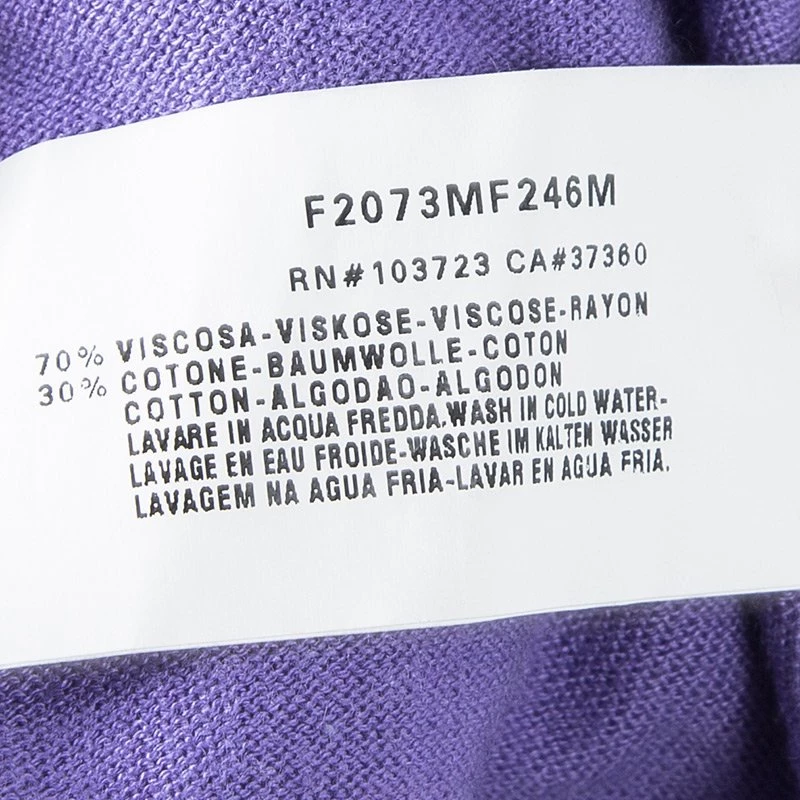 F2073MF246M
RN#103723 CA#37360
70% VISCOSA-VISKOSE-VISCOSE-RAYON
30% COTONE-BAUMWOLLE-COTON
COTTON-ALGODAO-ALGODON
LAVARE IN ACQUA FREDDA.WASH IN COLD WATER-
LAVAGE EN EAU FROIDE-WASCHE IM KALTEN WASSER
LAVAGEM NA AGUA FRIA-LAVAR EN AGUA FRIA.